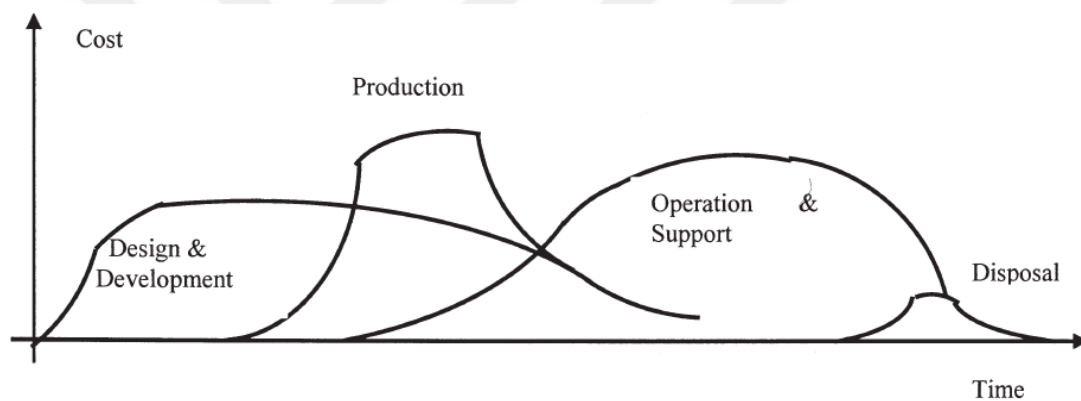 Cost
Production
Operation &
Support
Design &
Development
Disposal
Time